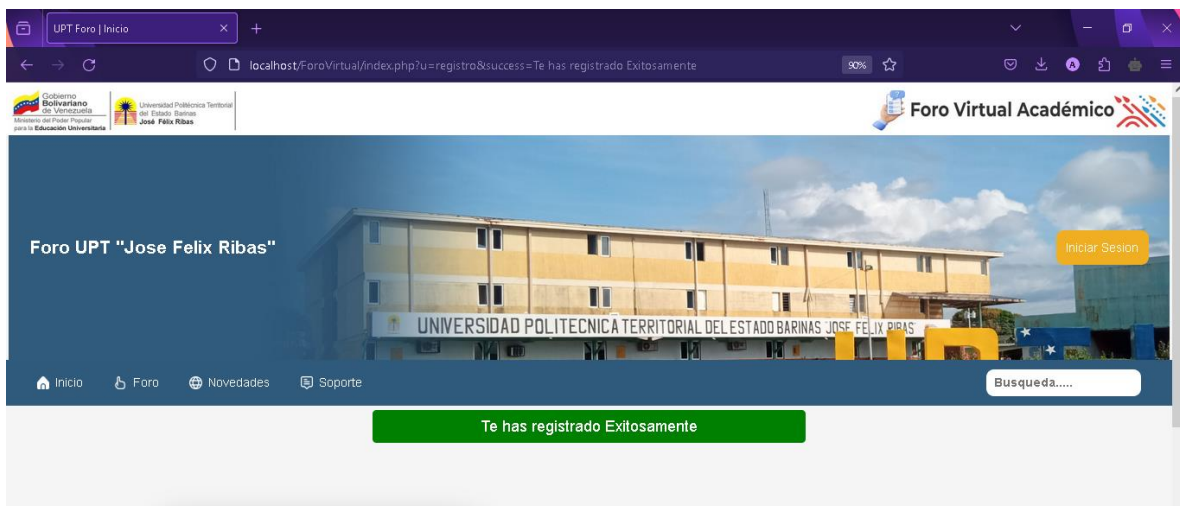 UPT Foro | Inicio
localhost/ForoVirtual/index.php?u=registro&success=Te has registrado Exitosamente
90%
A
Gobierno
Bolivariano
de Venezuela
Ministerio del Poder Popular
para la Educación Universitaria
Universidad Politécnica Territorial
del Estado Barinas
José Félix Ribas
Foro Virtual Académico
Foro UPT "Jose Felix Ribas"
Iniciar Sesion
UNIVERSIDAD POLITECNICA TERRITORIAL DEL ESTADO BARINAS JOSE FELIX RIBAS
Inicio
Foro
Novedades
Soporte
Busqueda.....
Te has registrado Exitosamente